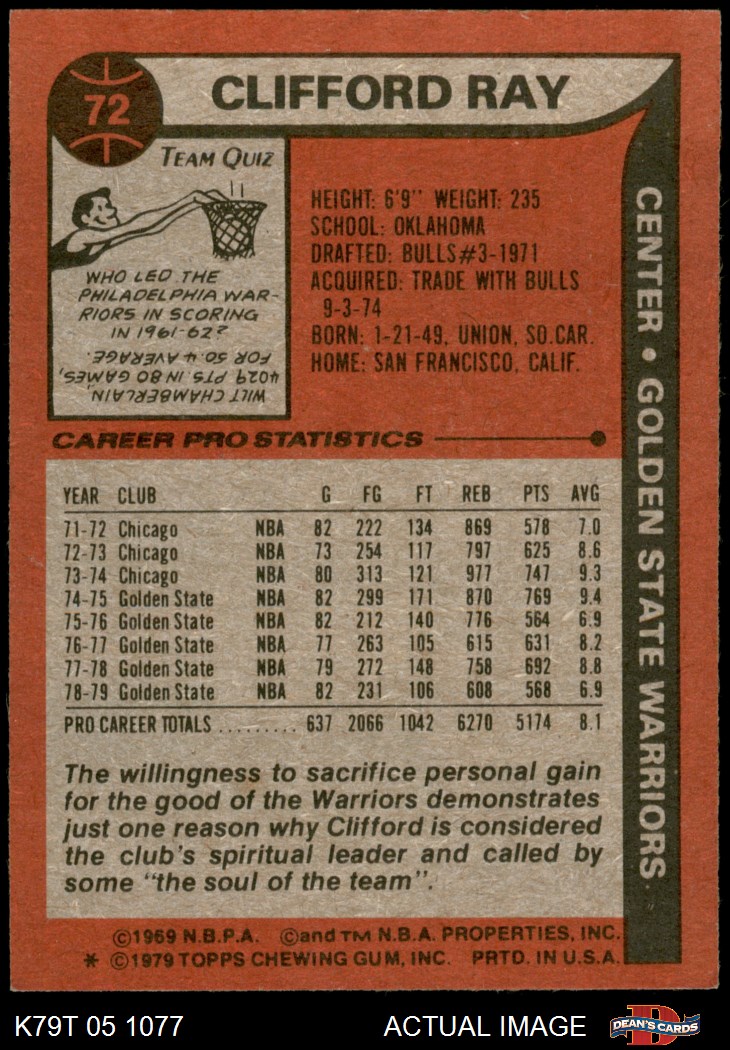 72
CLIFFORD RAY
TEAM QUIZ
WHO LED THE
PHILADELPHIA WAR-
RIORS IN SCORING
IN 1961-62?
WILT CHAMBERLAIN,
4029 PTS. IN 80 GAMES,
FOR 50.4 AVERAGE.
HEIGHT: 6'9" WEIGHT: 235
SCHOOL: OKLAHOMA
DRAFTED: BULLS#3-1971
ACQUIRED: TRADE WITH BULLS
9-3-74
BORN: 1-21-49, UNION, SO.CAR.
HOME: SAN FRANCISCO, CALIF.
CENTER • GOLDEN STATE WARRIORS
CAREER PRO STATISTICS
YEAR CLUB G FG FT REB PTS AVG
71-72 Chicago NBA 82 222 134 869 578 7.0
72-73 Chicago NBA 73 254 117 797 625 8.6
73-74 Chicago NBA 80 313 121 977 747 9.3
74-75 Golden State NBA 82 299 171 870 769 9.4
75-76 Golden State NBA 82 212 140 776 564 6.9
76-77 Golden State NBA 77 263 105 615 631 8.2
77-78 Golden State NBA 79 272 148 758 692 8.8
78-79 Golden State NBA 82 231 106 608 568 6.9
PRO CAREER TOTALS ......... 637 2066 1042 6270 5174 8.1
The willingness to sacrifice personal gain
for the good of the Warriors demonstrates
just one reason why Clifford is considered
the club's spiritual leader and called by
some "the soul of the team".
©1969 N.B.P.A. ©and TM N.B.A. PROPERTIES, INC.
* ©1979 TOPPS CHEWING GUM, INC. PRTD. IN U.S.A.
K79T 05 1077 ACTUAL IMAGE D DEAN'S CARDS